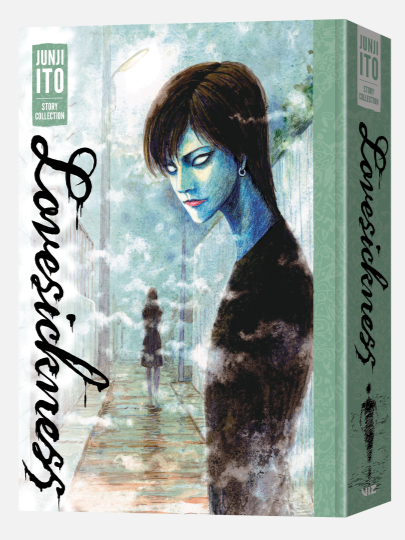 JUNJI
ITO
STORY
COLLECTION
Lovesickness
JUNJI
ITO
STORY
COLLECTION
Lovesickness
VIZ